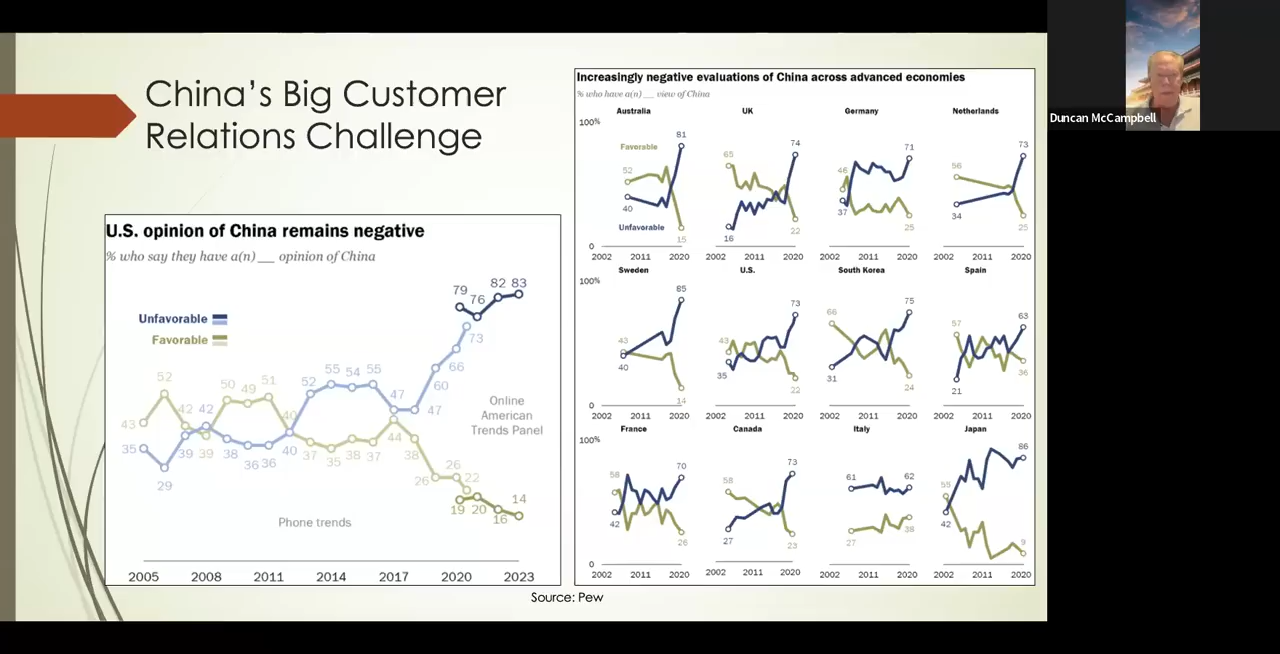 China's Big Customer
Relations Challenge
U.S. opinion of China remains negative
% who say they have a(n) __ opinion of China
Unfavorable
Favorable
79 76 82 83
73
52 50 49 51 52 55 54 55 47 47 60 66
43 42 42 40
35 39 39 38 36 36 40 37 35 38 37 44 38
29
26 26 22
19 20 16 14
Online
American
Trends Panel
Phone trends
2005 2008 2011 2014 2017 2020 2023
Increasingly negative evaluations of China across advanced economies
% who have a(n) __ view of China
Australia UK Germany Netherlands
100%
Favorable
52 81
40
Unfavorable
15
65 74
16 22
46 71
37 25
56 73
34 25
0
2002 2011 2020 2002 2011 2020 2002 2011 2020 2002 2011 2020
Sweden U.S. South Korea Spain
100%
43 85
40 14
43 73
35 22
66 75
31 24
57 63
21 36
0
2002 2011 2020 2002 2011 2020 2002 2011 2020 2002 2011 2020
France Canada Italy Japan
100%
58 70
42 26
58 73
27 23
61 62
27 38
55 86
42 9
0
2002 2011 2020 2002 2011 2020 2002 2011 2020 2002 2011 2020
Source: Pew
Duncan McCampbell